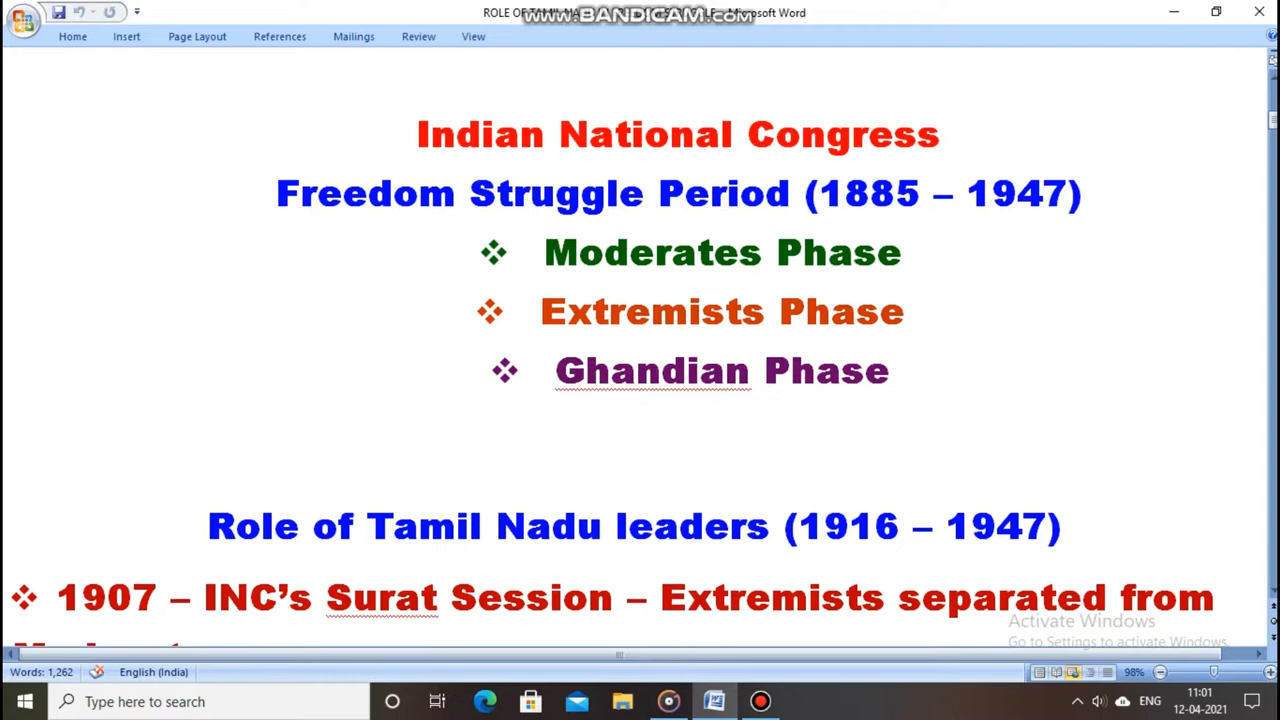 ROLE OF TAMIL
www.BANDICAM.com
Microsoft Word
Home Insert Page Layout References Mailings Review View
Indian National Congress
Freedom Struggle Period (1885 – 1947)
❖ Moderates Phase
❖ Extremists Phase
❖ Ghandian Phase
Role of Tamil Nadu leaders (1916 – 1947)
❖ 1907 – INC’s Surat Session – Extremists separated from
Activate Windows
Go to Settings to activate Windows.
Words: 1,262 English (India) 98%
Type here to search
ENG
11:01
12-04-2021